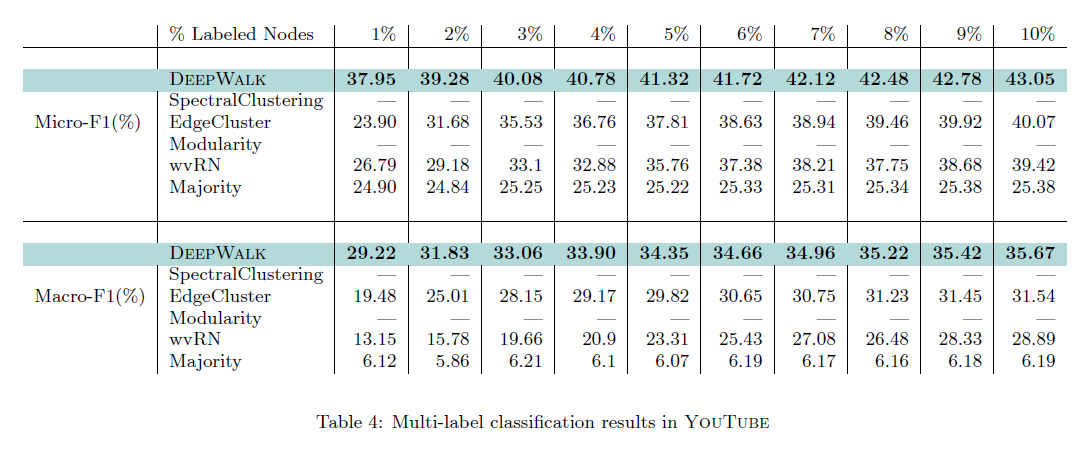 % Labeled Nodes 1% 2% 3% 4% 5% 6% 7% 8% 9% 10%
DEEPWALK 37.95 39.28 40.08 40.78 41.32 41.72 42.12 42.48 42.78 43.05
SpectralClustering — — — — — — — — — —
Micro-F1(%) EdgeCluster 23.90 31.68 35.53 36.76 37.81 38.63 38.94 39.46 39.92 40.07
Modularity — — — — — — — — — —
wvRN 26.79 29.18 33.1 32.88 35.76 37.38 38.21 37.75 38.68 39.42
Majority 24.90 24.84 25.25 25.23 25.22 25.33 25.31 25.34 25.38 25.38
DEEPWALK 29.22 31.83 33.06 33.90 34.35 34.66 34.96 35.22 35.42 35.67
SpectralClustering — — — — — — — — — —
Macro-F1(%) EdgeCluster 19.48 25.01 28.15 29.17 29.82 30.65 30.75 31.23 31.45 31.54
Modularity — — — — — — — — — —
wvRN 13.15 15.78 19.66 20.9 23.31 25.43 27.08 26.48 28.33 28.89
Majority 6.12 5.86 6.21 6.1 6.07 6.19 6.17 6.16 6.18 6.19
Table 4: Multi-label classification results in YOUTUBE